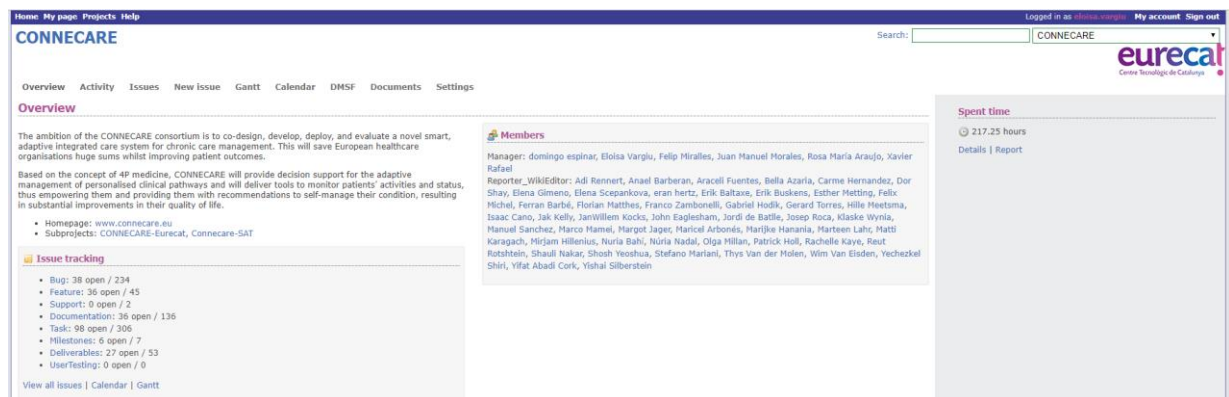 Home My page Projects Help
Logged in as eloisa.vargiu My account Sign out
CONNECARE
Search:
CONNECARE
eurecat
Centre Tecnològic de Catalunya
Overview Activity Issues New issue Gantt Calendar DMSF Documents Settings
Overview
The ambition of the CONNECARE consortium is to co-design, develop, deploy, and evaluate a novel smart,
adaptive integrated care system for chronic care management. This will save European healthcare
organisations huge sums whilst improving patient outcomes.
Based on the concept of 4P medicine, CONNECARE will provide decision support for the adaptive
management of personalised clinical pathways and will deliver tools to monitor patients' activities and status,
thus empowering them and providing them with recommendations to self-manage their condition, resulting
in substantial improvements in their quality of life.
• Homepage: www.connecare.eu
• Subprojects: CONNECARE-Eurecat, Connecare-SAT
Issue tracking
• Bug: 38 open / 234
• Feature: 36 open / 45
• Support: 0 open / 2
• Documentation: 36 open / 136
• Task: 98 open / 306
• Milestones: 6 open / 7
• Deliverables: 27 open / 53
• UserTesting: 0 open / 0
View all issues | Calendar | Gantt
Members
Manager: domingo espinar, Eloisa Vargiu, Felip Miralles, Juan Manuel Morales, Rosa Maria Araujo, Xavier
Rafael
Reporter_WikiEditor: Adi Rennert, Anael Barberan, Araceli Fuentes, Bella Azaria, Carme Hernandez, Dor
Shay, Elena Gimeno, Elena Scepankova, eran hertz, Erik Baltaxe, Erik Buskens, Esther Metting, Felix
Michel, Ferran Barbé, Florian Matthes, Franco Zambonelli, Gabriel Hodik, Gerard Torres, Hille Meetsma,
Isaac Cano, Jak Kelly, JanWillem Kocks, John Eaglesham, Jordi de Batlle, Josep Roca, Klaske Wynia,
Manuel Sanchez, Marco Mamei, Margot Jager, Maricel Arbonés, Marijke Hanania, Marteen Lahr, Matti
Karagach, Mirjam Hillenius, Nuria Bahi, Núria Nadal, Olga Millan, Patrick Holl, Rachelle Kaye, Reut
Rotshtein, Shauli Nakar, Shosh Yeoshua, Stefano Mariani, Thys Van der Molen, Wim Van Eisden, Yechezkel
Shiri, Yifat Abadi Cork, Yishai Silberstein
Spent time
217.25 hours
Details | Report